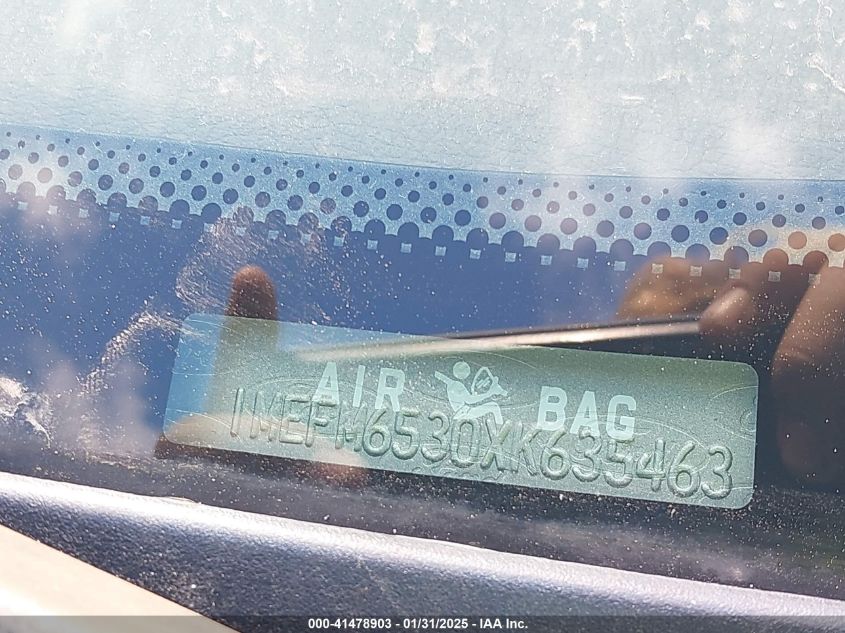 AIR BAG
1MEFM6530XK635463
000-41478903 - 01/31/2025 - IAA Inc.